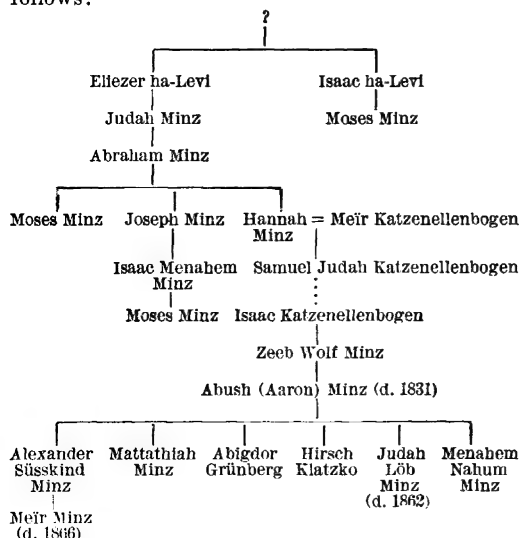 follows:
?
Eliezer ha-Levi Isaac ha-Levi
Judah Minz Moses Minz
Abraham Minz
Moses Minz Joseph Minz Hannah = Meïr Katzenellenbogen
Minz
Isaac Menahem Samuel Judah Katzenellenbogen
Minz
Moses Minz Isaac Katzenellenbogen
Zeeb Wolf Minz
Abush (Aaron) Minz (d. 1831)
Alexander Mattathiah Abigdor Hirsch Judah Menahem
Süsskind Minz Grünberg Klatzko Löb Nahum
Minz Minz Minz
(d. 1862)
Meïr Minz
(d. 1866)